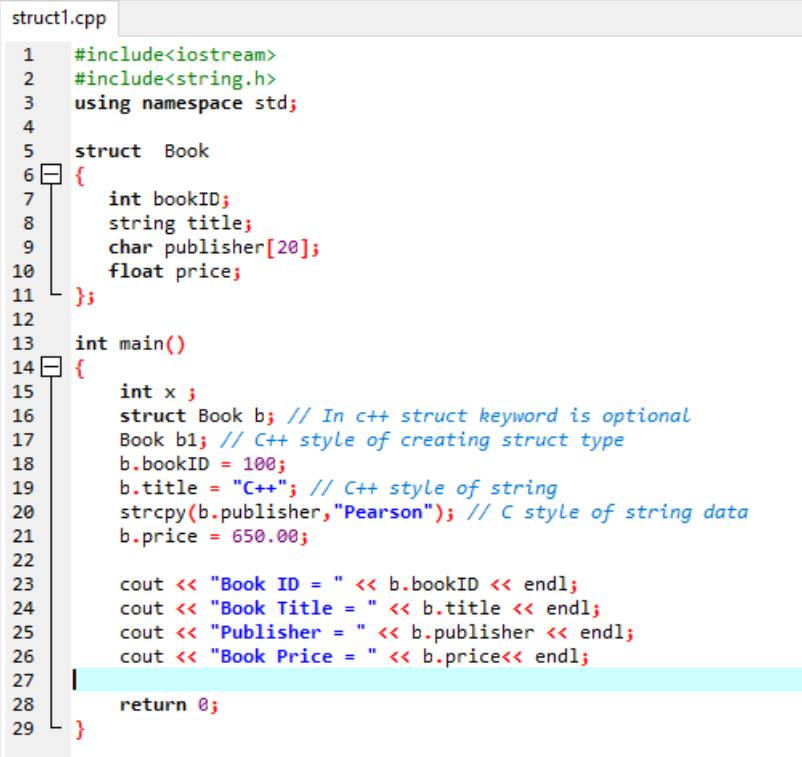 struct1.cpp
1 #include<iostream>
2 #include<string.h>
3 using namespace std;
4
5 struct  Book
6 {
7    int bookID;
8    string title;
9    char publisher[20];
10    float price;
11 };
12
13 int main()
14 {
15     int x ;
16     struct Book b; // In c++ struct keyword is optional
17     Book b1; // C++ style of creating struct type
18     b.bookID = 100;
19     b.title = "C++"; // C++ style of string
20     strcpy(b.publisher,"Pearson"); // C style of string data
21     b.price = 650.00;
22
23     cout << "Book ID = " << b.bookID << endl;
24     cout << "Book Title = " << b.title << endl;
25     cout << "Publisher = " << b.publisher << endl;
26     cout << "Book Price = " << b.price<< endl;
27
28     return 0;
29 }